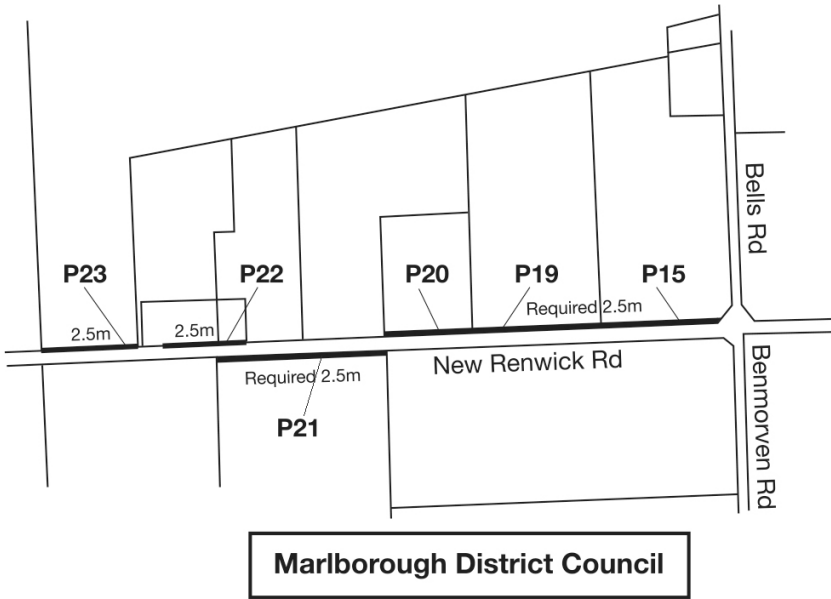 Bells Rd
P23
P22
P20
P19
P15
2.5m
2.5m
Required 2.5m
New Renwick Rd
Required 2.5m
P21
Benmorven Rd
Marlborough District Council